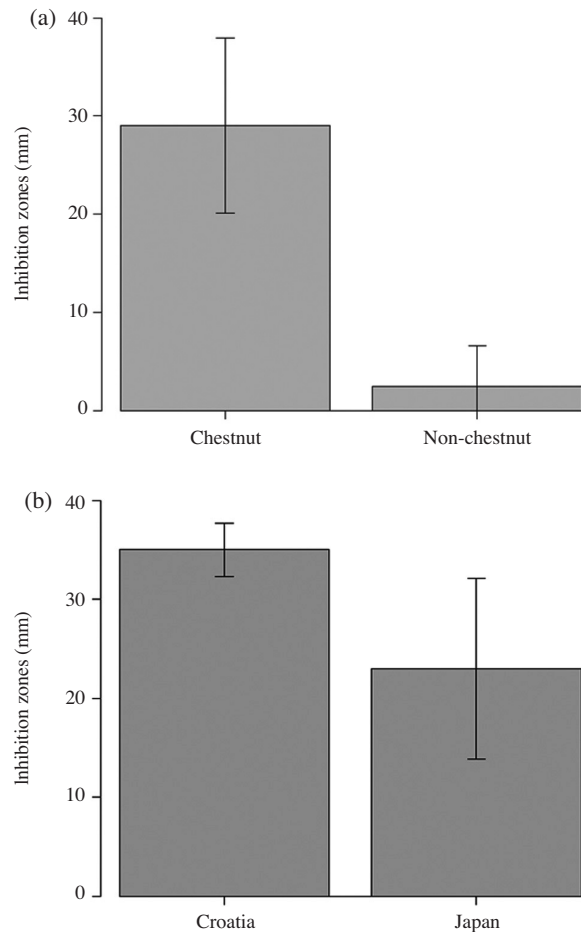 (a)
40
30
20
10
0
Inhibition zones (mm)
Chestnut Non-chestnut
(b)
40
30
20
10
0
Inhibition zones (mm)
Croatia Japan